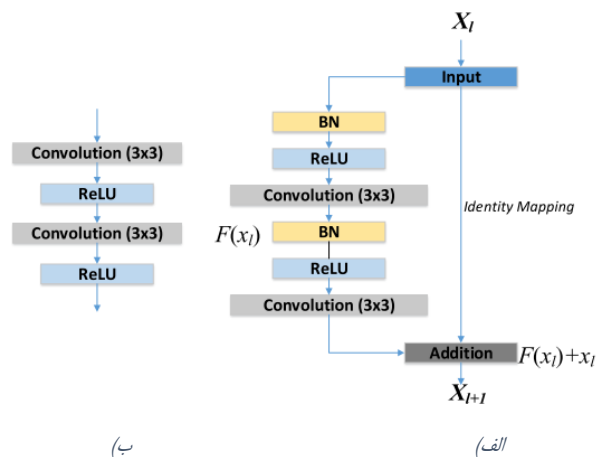 X_l
Input
BN
ReLU
Convolution (3x3)
BN
F(x_l)
ReLU
Convolution (3x3)
Identity Mapping
Addition
F(x_l)+x_l
X_{l+1}
Convolution (3x3)
ReLU
Convolution (3x3)
ReLU
الف)
ب)